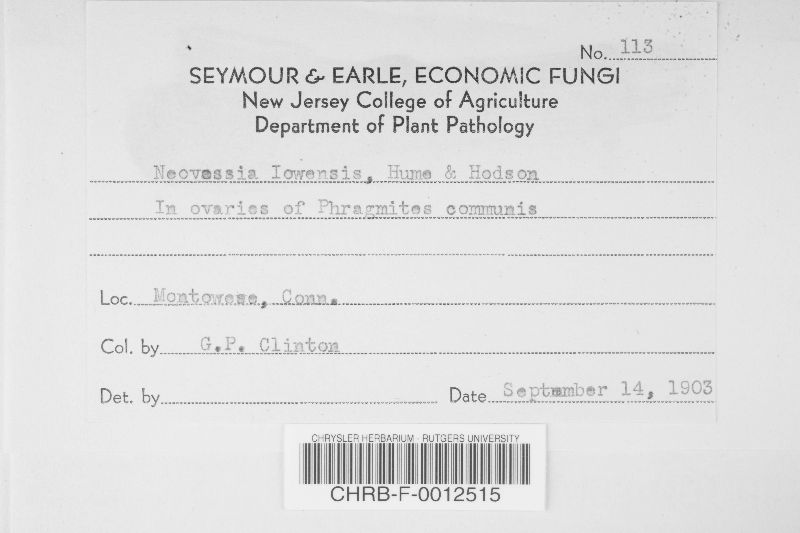 No. 113
SEYMOUR & EARLE, ECONOMIC FUNGI
New Jersey College of Agriculture
Department of Plant Pathology
Neovossia Iowensis, Hume & Hodson
In ovaries of Phragmites communis
Loc. Montowese, Conn.
Col. by G.P. Clinton
Det. by
Date September 14, 1903
CHRYSLER HERBARIUM - RUTGERS UNIVERSITY
CHRB-F-0012515